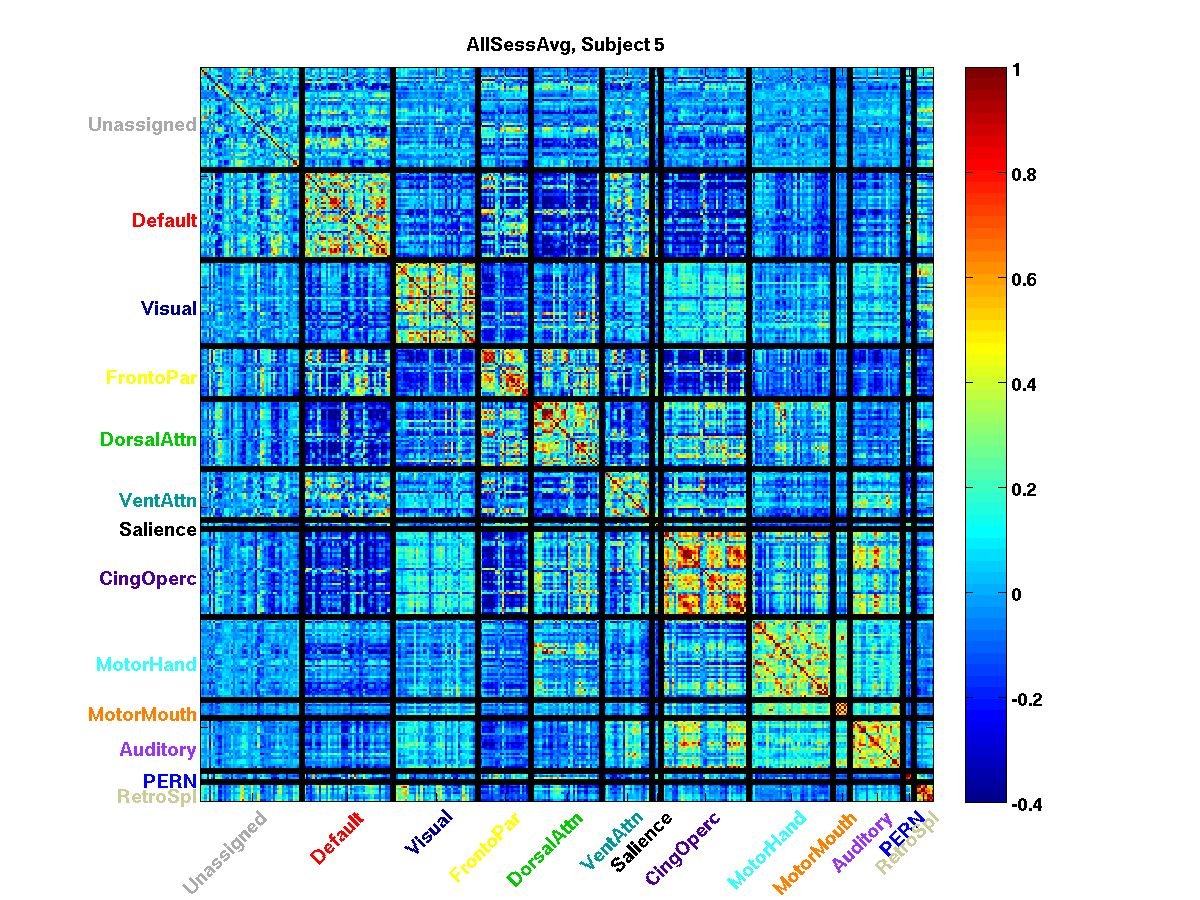 AllSessAvg, Subject 5
Unassigned
Default
Visual
FrontoPar
DorsalAttn
VentAttn
Salience
CingOperc
MotorHand
MotorMouth
Auditory
PERN
RetroSpl
Unassigned
Default
Visual
FrontoPar
DorsalAttn
VentAttn
Salience
CingOperc
MotorHand
MotorMouth
Auditory
PERN
RetroSpl
1
0.8
0.6
0.4
0.2
0
-0.2
-0.4